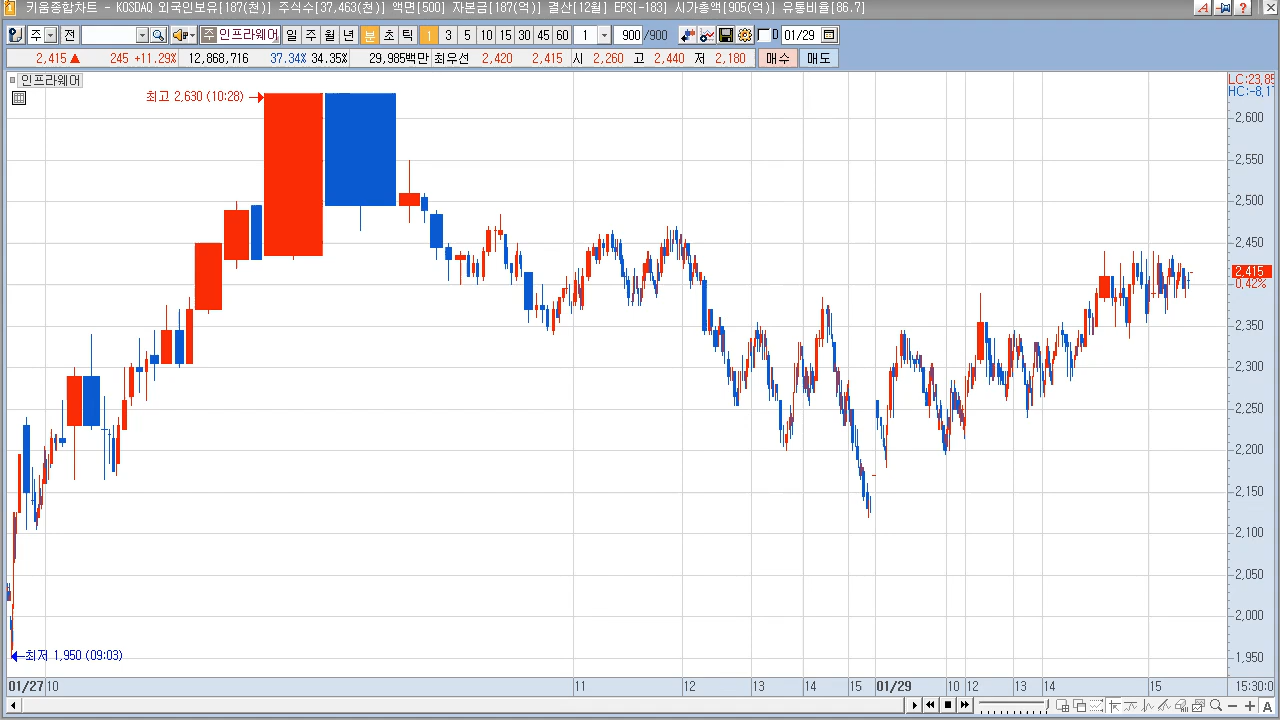 키움종합차트 - KOSDAQ 외국인보유[187(천)] 주식수[37,463(천)] 액면[500] 자본금[187(억)] 결산[12월] EPS[-183] 시가총액[905(억)] 유통비율[86.7]
주 전 주 인프라웨어 일 주 월 년 분 초 틱 1 3 5 10 15 30 45 60 1 900 /900 D 01/29
2,415 ▲ 245 +11.29% 12,868,716 37.34% 34.35% 29,985백만 최우선 2,420 2,415 시 2,260 고 2,440 저 2,180 매수 매도
인프라웨어
LC:23,85
HC:-8,17
최고 2,630 (10:28)
2,600
2,550
2,500
2,450
2,415
0.42%
2,350
2,300
2,250
2,200
2,150
2,100
2,050
2,000
1,950
최저 1,950 (09:03)
01/27 10 11 12 13 14 15 01/29 10 12 13 14 15 15:30:0
A